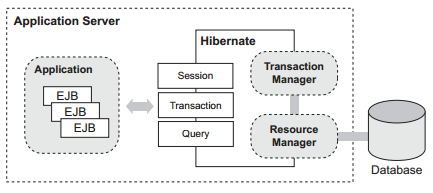 Application Server
Hibernate
Application
EJB
EJB
EJB
Session
Transaction
Query
Transaction
Manager
Resource
Manager
Database